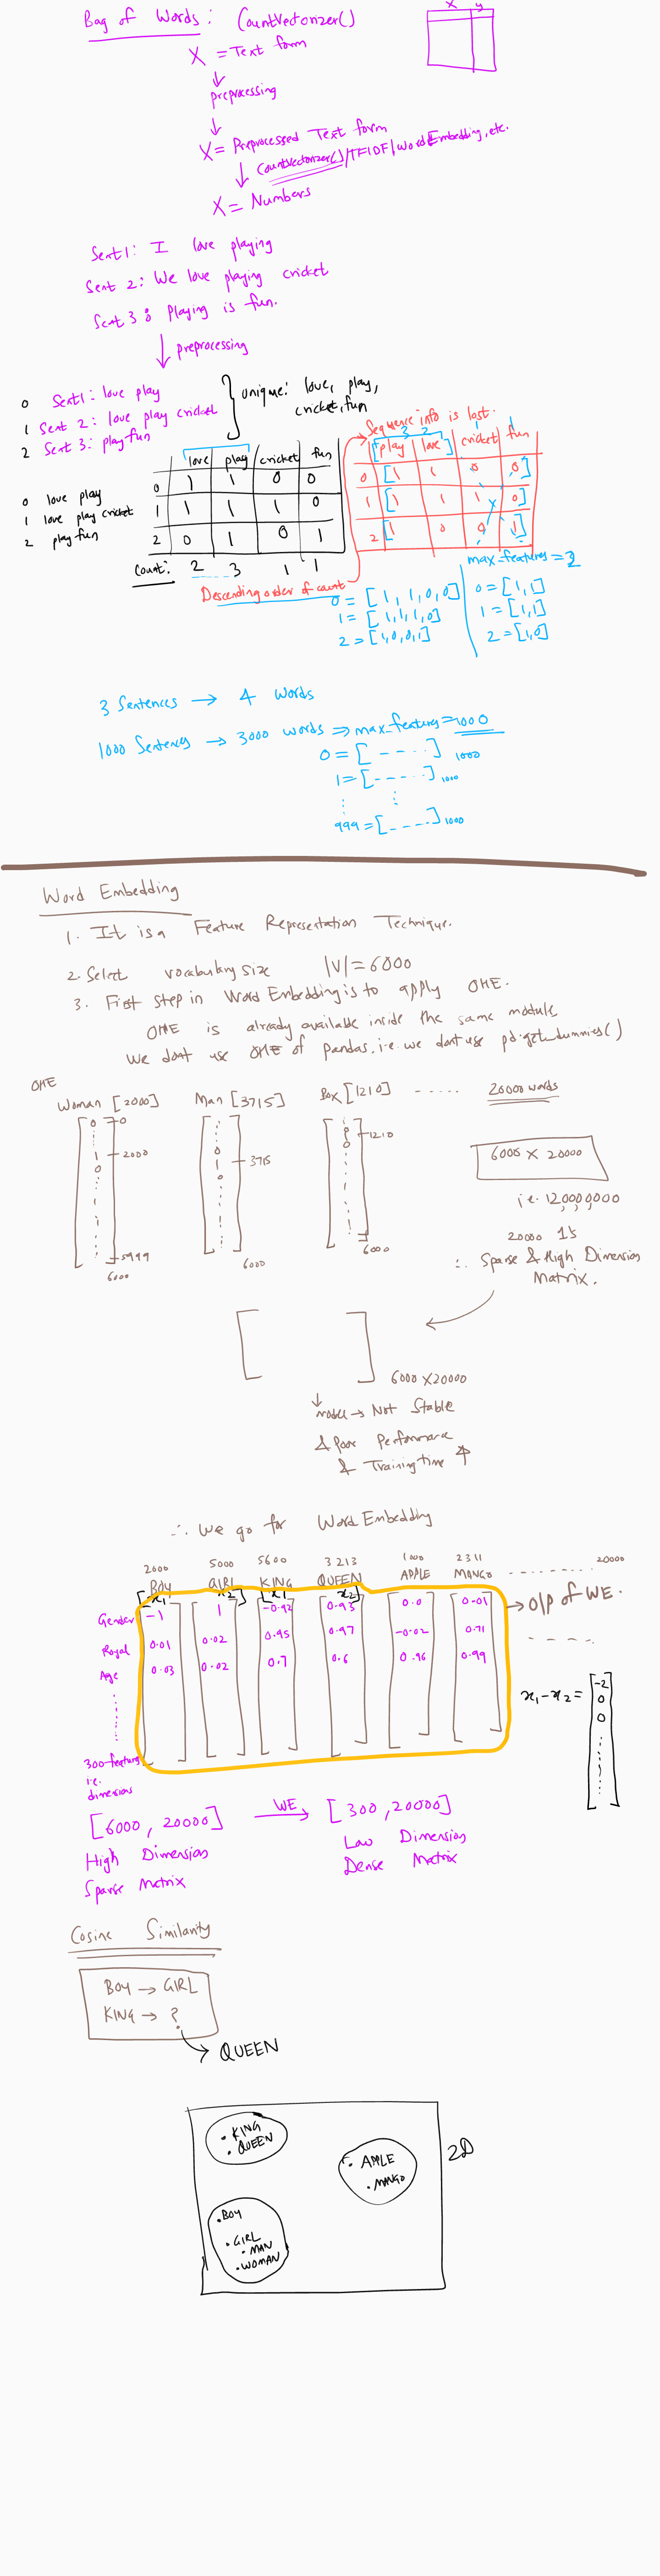 Bag of Words: CountVectorizer()
X y
X = Text form
preprocessing
X = Preprocessed Text form
CountVectorizer()/TFIDF/Word Embedding, etc.
X = Numbers
Sent 1: I love playing
Sent 2: We love playing cricket
Sent 3: Playing is fun.
preprocessing
0 Sent 1: love play
1 Sent 2: love play cricket
2 Sent 3: play fun
unique: love, play,
cricket, fun
Sequence info is lost.
love play cricket fun
0 1 1 0 0
1 1 1 1 0
2 0 1 0 1
Count: 2 3 1 1
0 love play
1 love play cricket
2 play fun
3 2 1 1
play love cricket fun
0 [1 1 0 0]
1 [1 1 1 0]
2 [1 0 0 1]
Descending order of count
0 = [1, 1, 0, 0]
1 = [1, 1, 1, 0]
2 = [1, 0, 0, 1]
max_features = 2
0 = [1, 1]
1 = [1, 1]
2 = [1, 0]
3 Sentences → 4 Words
1000 Sentences → 3000 words ⇒ max_features = 1000
0 = [ - - - - ] 1000
1 = [ - - - - ] 1000
999 = [ - - - - ] 1000
Word Embedding
1. It is a Feature Representation Technique.
2. Select vocabulary size |V| = 6000
3. First step in Word Embedding is to apply OHE.
OHE is already available inside the same module
We dont use OHE of pandas. i.e. we dont use pd.get_dummies()
OHE
Woman [2000] Man [3715] Box [1210] ..... 20000 words
0 0
1 2000
0
5999
6000
0
1 3715
0
6000
1210
0
6000
6000 X 20000
i.e. 120,000,000
20000 1s
∴ Sparse & High Dimension
Matrix.
[ ] 6000 X 20000
model → Not Stable
& Poor Performance
& Training time ↑
∴ We go for Word Embedding
2000 5000 5600 3213 1000 2311 ....... 20000
BOY GIRL KING QUEEN APPLE MANGO
[x1 x2] [x1 x2]
Gender -1 1 -0.92 0.93 0.0 -0.01 → O/P of WE.
Royal 0.01 0.02 0.95 0.97 -0.02 0.71
Age 0.03 0.02 0.7 0.6 0.96 0.99
300 features
i.e.
dimensions
x1 - x2 = [-2
0
0
[6000, 20000] WE → [300, 20000]
High Dimension
Sparse Matrix
Low Dimension
Dense Matrix
Cosine Similarity
BOY → GIRL
KING → ?
QUEEN
. KING
. QUEEN
. APPLE
. MANGO
2D
. BOY
. GIRL
. MAN
. WOMAN